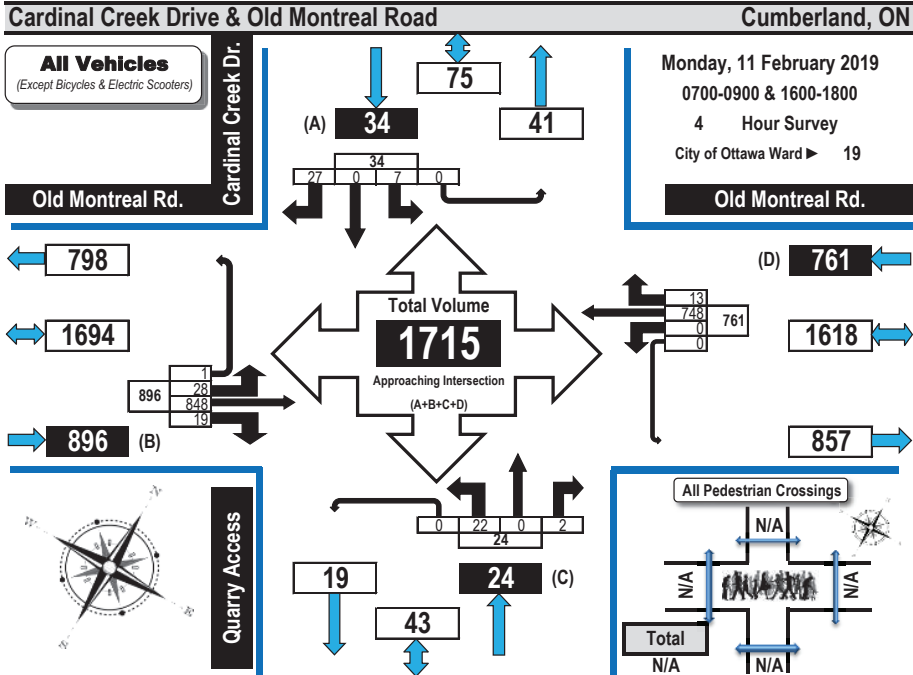 Cardinal Creek Drive & Old Montreal Road
Cumberland, ON
All Vehicles
(Except Bicycles & Electric Scooters)
Cardinal Creek Dr.
Old Montreal Rd.
75
(A) 34
41
34
27 0 7 0
Monday, 11 February 2019
0700-0900 & 1600-1800
4 Hour Survey
City of Ottawa Ward ► 19
Old Montreal Rd.
798
1694
896 (B)
1
28
848
19
896
Total Volume
1715
Approaching Intersection
(A+B+C+D)
(D) 761
13
748
0
0
761
1618
857
N
W
E
S
Quarry Access
0 22 0 2
24
19
43
24 (C)
All Pedestrian Crossings
N/A
N/A
N/A
Total
N/A
N/A